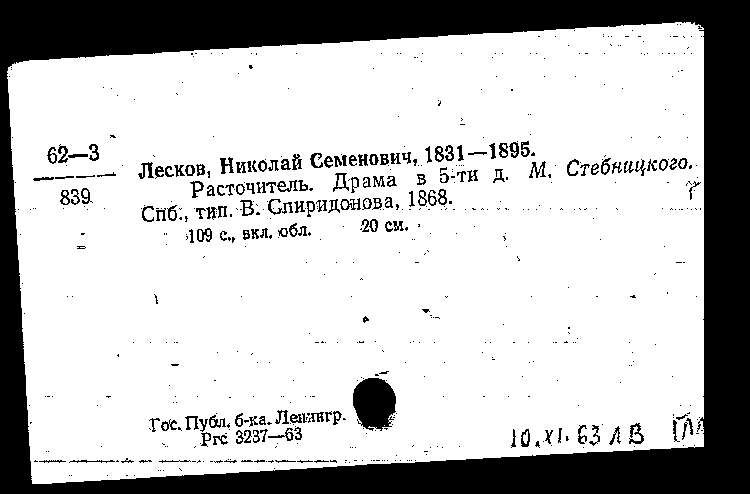 62—3
839
Лесков, Николай Семенович, 1831—1895.
Расточитель. Драма в 5-ти д. М. Стебницкого.
Спб., тип. В. Спиридонова, 1868.
109 с., вкл. обл. 20 см.
Гос. Публ. б-ка. Ленингр.
Ргс 3237—63
10.XI.63 ЛВ